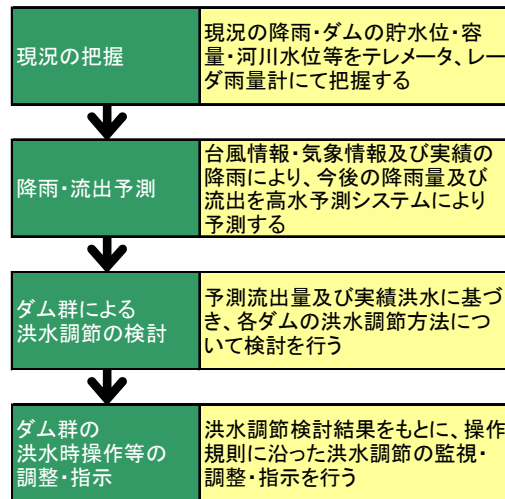 現況の把握
現況の降雨・ダムの貯水位・容
量・河川水位等をテレメータ、レー
ダ雨量計にて把握する
降雨・流出予測
台風情報・気象情報及び実績の
降雨により、今後の降雨量及び
流出を高水予測システムにより
予測する
ダム群による
洪水調節の検討
予測流出量及び実績洪水に基づ
き、各ダムの洪水調節方法につ
いて検討を行う
ダム群の
洪水時操作等の
調整・指示
洪水調節検討結果をもとに、操作
規則に沿った洪水調節の監視・
調整・指示を行う